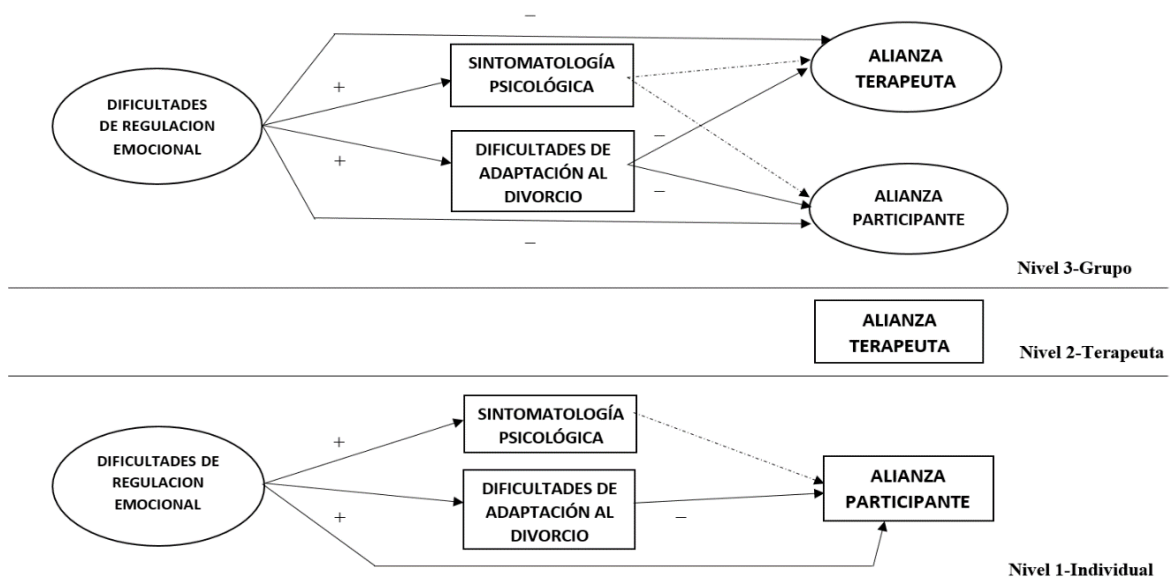 –
SINTOMATOLOGÍA
PSICOLÓGICA
ALIANZA
TERAPEUTA
+
DIFICULTADES
DE REGULACION
EMOCIONAL
–
+
DIFICULTADES DE
ADAPTACIÓN AL
DIVORCIO
–
ALIANZA
PARTICIPANTE
–
Nivel 3-Grupo
ALIANZA
TERAPEUTA
Nivel 2-Terapeuta
SINTOMATOLOGÍA
PSICOLÓGICA
+
DIFICULTADES DE
REGULACION
EMOCIONAL
DIFICULTADES DE
ADAPTACIÓN AL
DIVORCIO
+
–
ALIANZA
PARTICIPANTE
Nivel 1-Individual